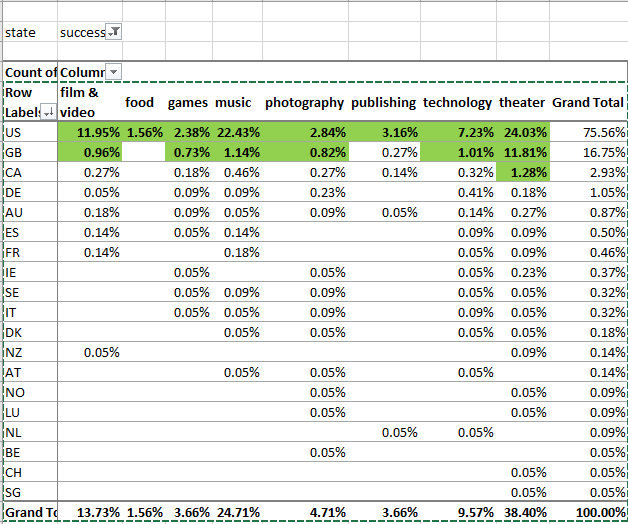 state success
Count of Column
Row Labels film & video food games music photography publishing technology theater Grand Total
US 11.95% 1.56% 2.38% 22.43% 2.84% 3.16% 7.23% 24.03% 75.56%
GB 0.96% 0.73% 1.14% 0.82% 0.27% 1.01% 11.81% 16.75%
CA 0.27% 0.18% 0.46% 0.27% 0.14% 0.32% 1.28% 2.93%
DE 0.05% 0.09% 0.09% 0.23% 0.41% 0.18% 1.05%
AU 0.18% 0.09% 0.05% 0.09% 0.05% 0.14% 0.27% 0.87%
ES 0.14% 0.05% 0.14% 0.09% 0.09% 0.50%
FR 0.14% 0.18% 0.05% 0.09% 0.46%
IE 0.05% 0.05% 0.05% 0.23% 0.37%
SE 0.05% 0.09% 0.09% 0.05% 0.05% 0.32%
IT 0.05% 0.05% 0.09% 0.09% 0.05% 0.32%
DK 0.05% 0.05% 0.05% 0.05% 0.18%
NZ 0.05% 0.09% 0.14%
AT 0.05% 0.05% 0.05% 0.14%
NO 0.05% 0.05% 0.09%
LU 0.05% 0.05% 0.09%
NL 0.05% 0.05% 0.09%
BE 0.05% 0.05%
CH 0.05% 0.05%
SG 0.05% 0.05%
Grand To 13.73% 1.56% 3.66% 24.71% 4.71% 3.66% 9.57% 38.40% 100.00%